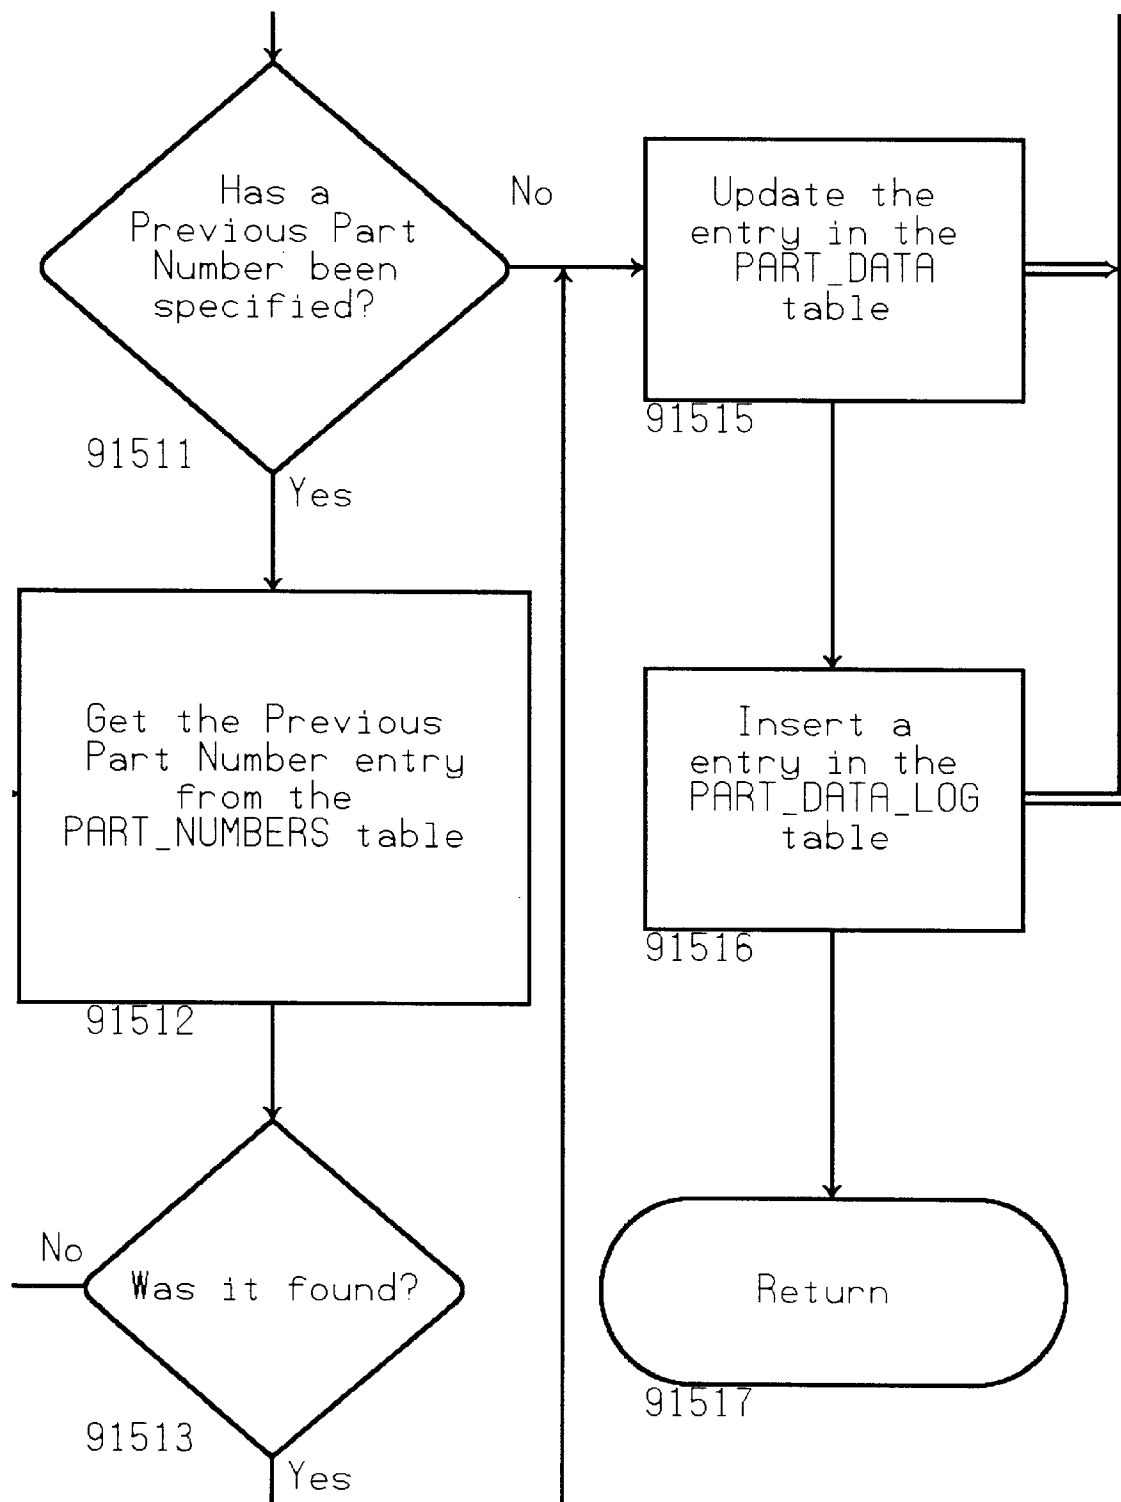 Has a
Previous Part
Number been
specified?
No
91511
Yes
Update the
entry in the
PART_DATA
table
91515
Get the Previous
Part Number entry
from the
PART_NUMBERS table
91512
Insert a
entry in the
PART_DATA_LOG
table
91516
No
Was it found?
91513
Yes
Return
91517